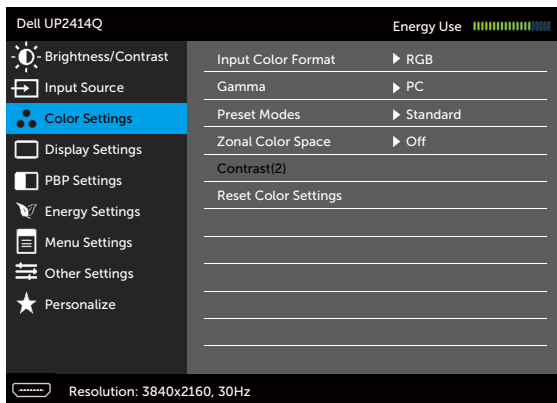 Dell UP2414Q
Energy Use
Brightness/Contrast
Input Source
Color Settings
Display Settings
PBP Settings
Energy Settings
Menu Settings
Other Settings
Personalize
Input Color Format RGB
Gamma PC
Preset Modes Standard
Zonal Color Space Off
Contrast(2)
Reset Color Settings
Resolution: 3840x2160, 30Hz